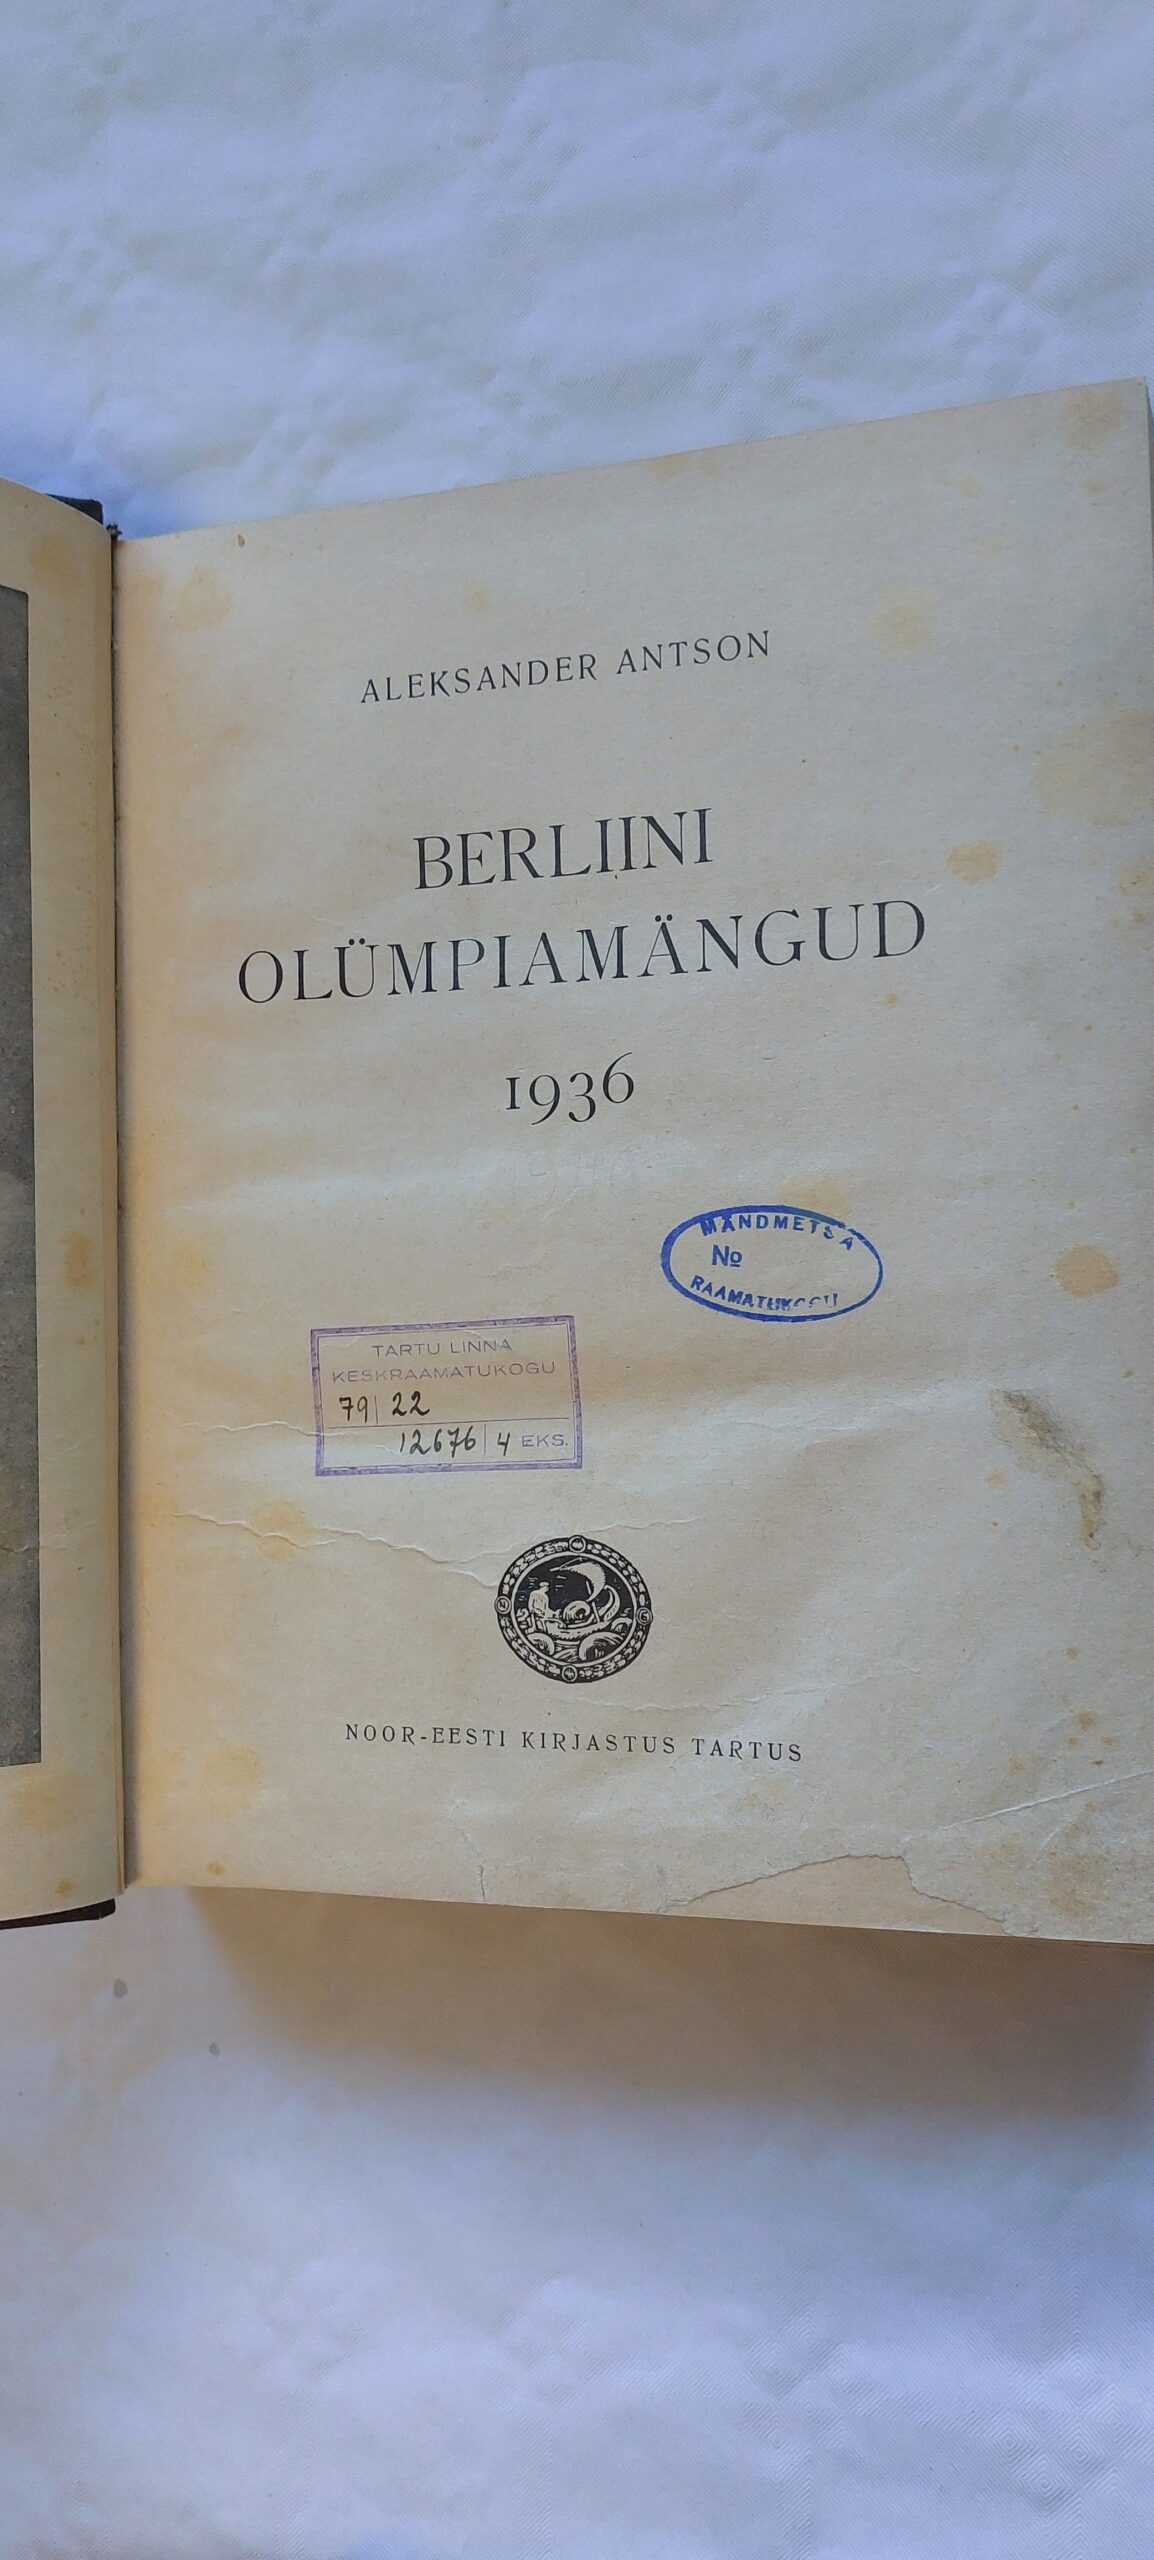 ALEKSANDER ANTSON
BERLIINI
OLÜMPIAMÄNGUD
1936
MÄNDMETSA
№
RAAMATUKOGU
TARTU LINNA
KESKRAAMATUKOGU
79 | 22
12676 | 4 EKS.
NOOR-EESTI KIRJASTUS TARTUS